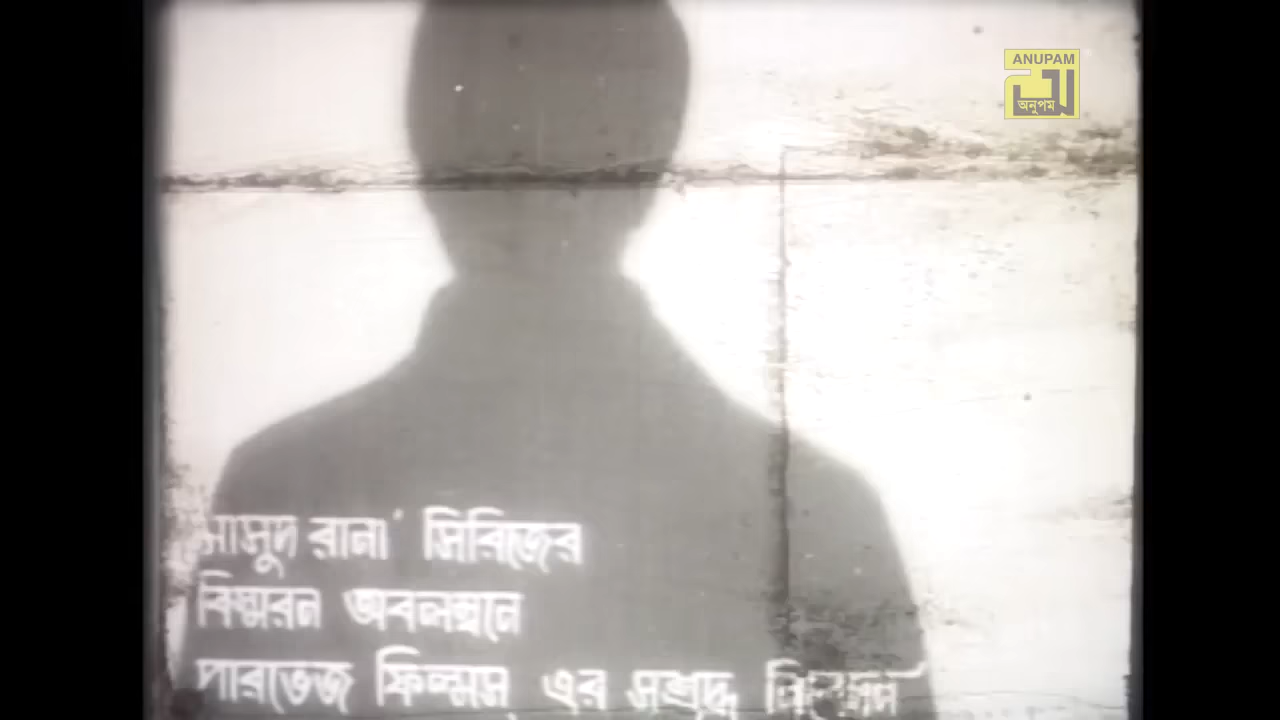 ANUPAM
অনুপম
মাসুদ রানা' সিরিজের
বিস্মরন অবলম্বনে
পারভেজ ফিল্মস্ এর সশ্রদ্ধ নিবেদন